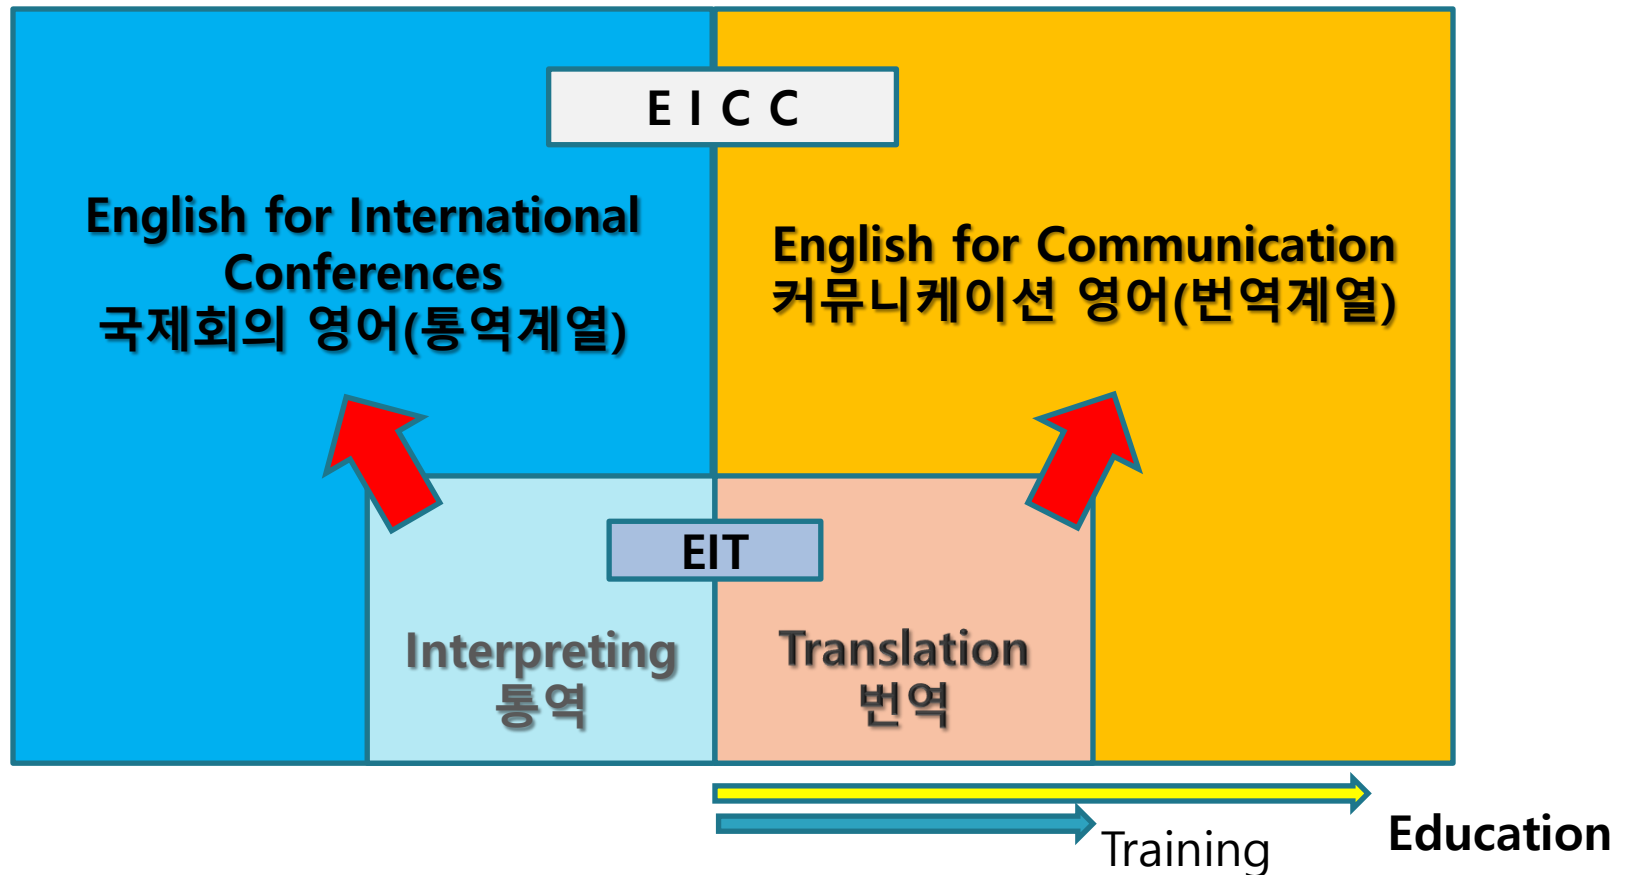 E I C C
English for International
Conferences
국제회의 영어(통역계열)
English for Communication
커뮤니케이션 영어(번역계열)
EIT
Interpreting
통역
Translation
번역
Training
Education